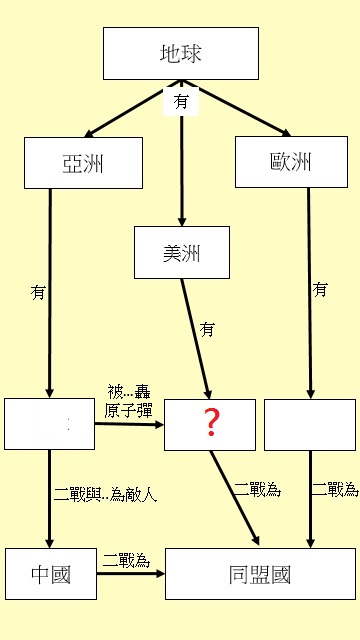 地球
有
亞洲
歐洲
美洲
有
有
有
被...轟
原子彈
?
二戰與..為敵人
二戰為
二戰為
二戰為
中國
同盟國